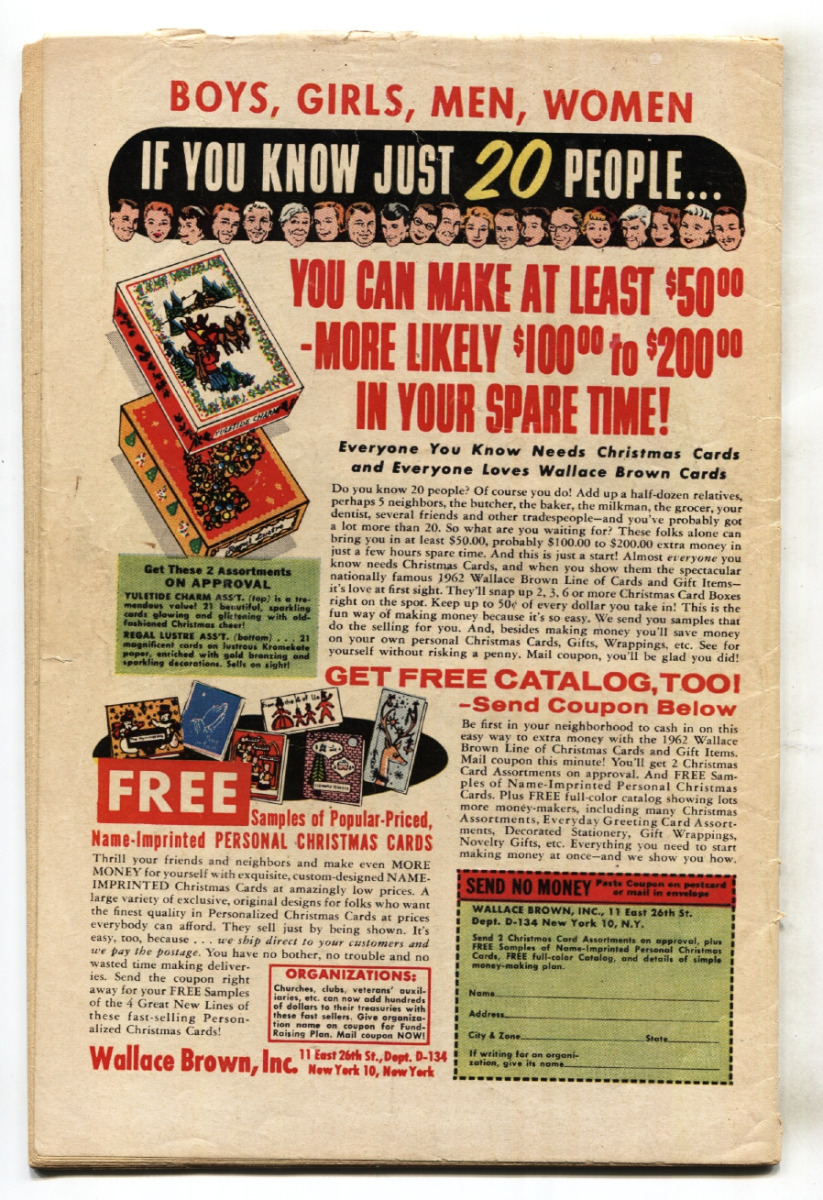 BOYS, GIRLS, MEN, WOMEN
IF YOU KNOW JUST 20 PEOPLE...
YOU CAN MAKE AT LEAST $50⁰⁰
-MORE LIKELY $100⁰⁰ to $200⁰⁰
IN YOUR SPARE TIME!
YULETIDE CHARM
Regal Lustre
Everyone You Know Needs Christmas Cards
and Everyone Loves Wallace Brown Cards
Do you know 20 people? Of course you do! Add up a half-dozen relatives,
perhaps 5 neighbors, the butcher, the baker, the milkman, the grocer, your
dentist, several friends and other tradespeople—and you've probably got
a lot more than 20. So what are you waiting for? These folks alone can
bring you in at least $50.00, probably $100.00 to $200.00 extra money in
just a few hours spare time. And this is just a start! Almost everyone you
know needs Christmas Cards, and when you show them the spectacular
nationally famous 1962 Wallace Brown Line of Cards and Gift Items—
it's love at first sight. They'll snap up 2, 3, 6 or more Christmas Card Boxes
right on the spot. Keep up to 50¢ of every dollar you take in! This is the
fun way of making money because it's so easy. We send you samples that
do the selling for you. And, besides making money you'll save money
on your own personal Christmas Cards, Gifts, Wrappings, etc. See for
yourself without risking a penny. Mail coupon, you'll be glad you did!
Get These 2 Assortments
ON APPROVAL
YULETIDE CHARM ASS'T. (top) is a tre-
mendous value! 21 beautiful, sparkling
cards glowing and glistening with old-
fashioned Christmas cheer!
REGAL LUSTRE ASS'T. (bottom) . . . 21
magnificent cards on lustrous Kromekote
paper, enriched with gold bronzing and
sparkling decorations. Sells on sight!
GET FREE CATALOG, TOO!
-Send Coupon Below
Be first in your neighborhood to cash in on this
easy way to extra money with the 1962 Wallace
Brown Line of Christmas Cards and Gift Items.
Mail coupon this minute! You'll get 2 Christmas
Card Assortments on approval. And FREE Sam-
ples of Name-Imprinted Personal Christmas
Cards. Plus FREE full-color catalog showing lots
more money-makers, including many Christmas
Assortments, Everyday Greeting Card Assort-
ments, Decorated Stationery, Gift Wrappings,
Novelty Gifts, etc. Everything you need to start
making money at once—and we show you how.
FREE
Samples of Popular-Priced,
Name-Imprinted PERSONAL CHRISTMAS CARDS
Thrill your friends and neighbors and make even MORE
MONEY for yourself with exquisite, custom-designed NAME-
IMPRINTED Christmas Cards at amazingly low prices. A
large variety of exclusive, original designs for folks who want
the finest quality in Personalized Christmas Cards at prices
everybody can afford. They sell just by being shown. It's
easy, too, because . . . we ship direct to your customers and
we pay the postage. You have no bother, no trouble and no
wasted time making deliver-
ies. Send the coupon right
away for your FREE Samples
of the 4 Great New Lines of
these fast-selling Person-
alized Christmas Cards!
ORGANIZATIONS:
Churches, clubs, veterans' auxil-
iaries, etc. can now add hundreds
of dollars to their treasuries with
these fast sellers. Give organiza-
tion name on coupon for Fund-
Raising Plan. Mail coupon NOW!
Wallace Brown, Inc. 11 East 26th St., Dept. D-134
New York 10, New York
SEND NO MONEY Paste Coupon on postcard
or mail in envelope
WALLACE BROWN, INC., 11 East 26th St.
Dept. D-134 New York 10, N.Y.
Send 2 Christmas Card Assortments on approval, plus
FREE Samples of Name-Imprinted Personal Christmas
Cards, FREE full-color Catalog, and details of simple
money-making plan.
Name
Address
City & Zone State
If writing for an organi-
zation, give its name